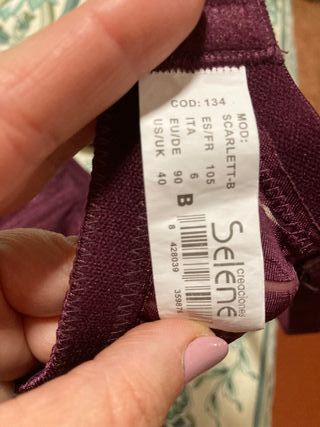 MOD:
SCARLETT-B
COD: 134
ES/FR 105
ITA 6
EU/DE 90
US/UK 40
B
Selene
creaciones
8 428039